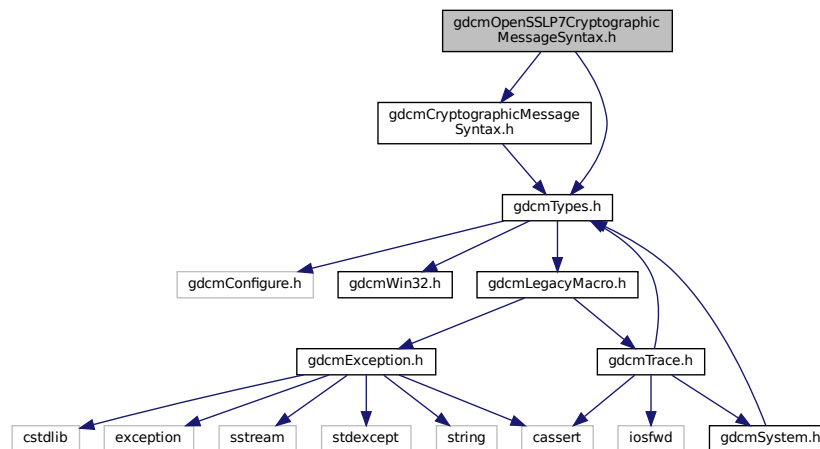 gdcmOpenSSLP7Cryptographic
MessageSyntax.h
gdcmCryptographicMessage
Syntax.h
gdcmTypes.h
gdcmConfigure.h
gdcmWin32.h
gdcmLegacyMacro.h
gdcmException.h
gdcmTrace.h
cstdlib
exception
sstream
stdexcept
string
cassert
iosfwd
gdcmSystem.h